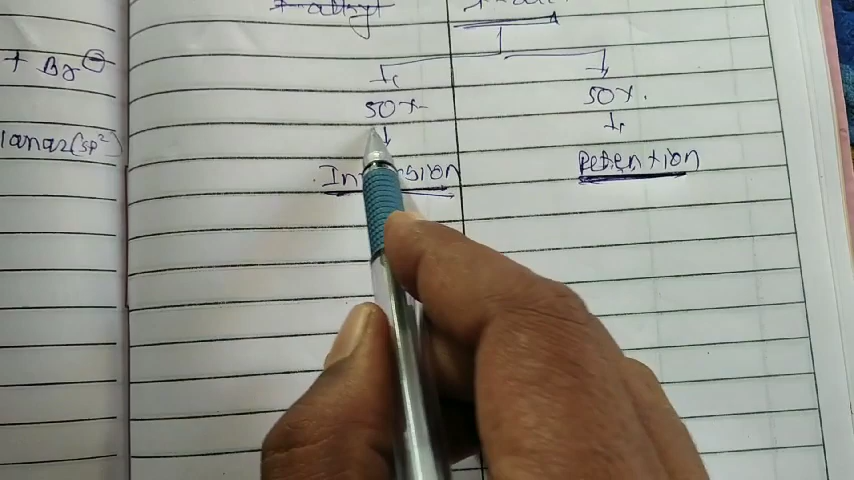 + Br⊖
50%
50%.
lanar(sp²)
Inversion
Retention